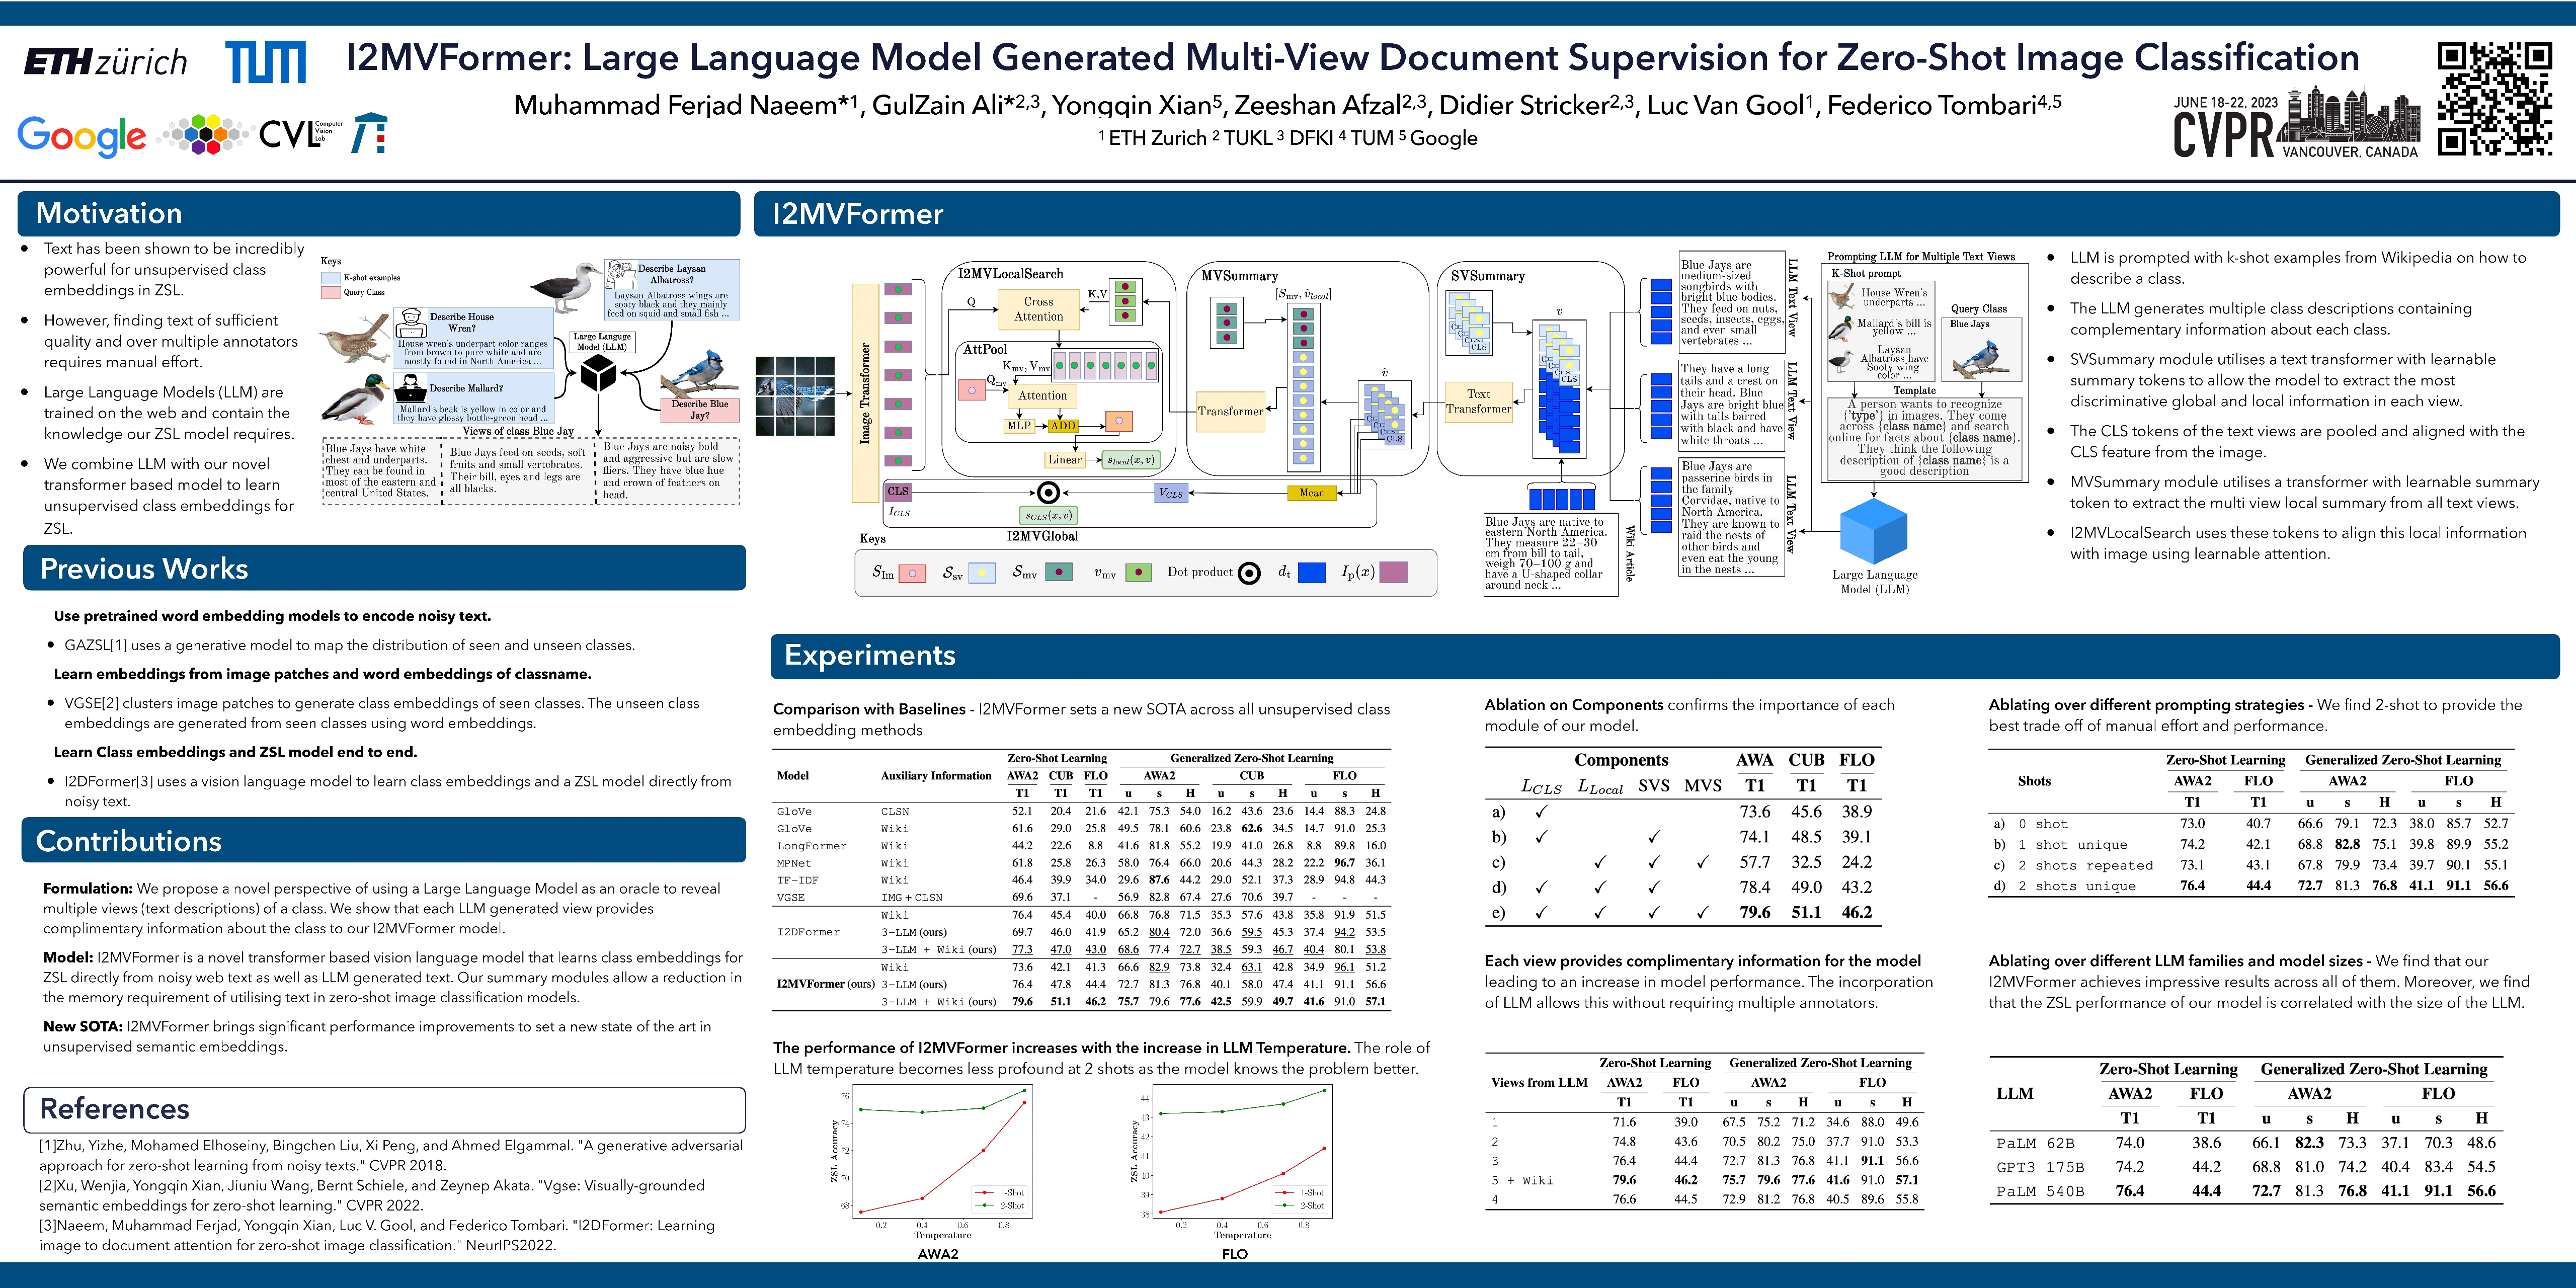 ETH zürich
TUM
Google
CVL Computer Vision Lab
I2MVFormer: Large Language Model Generated Multi-View Document Supervision for Zero-Shot Image Classification
Muhammad Ferjad Naeem*1, GulZain Ali*2,3, Yongqin Xian5, Zeeshan Afzal2,3, Didier Stricker2,3, Luc Van Gool1, Federico Tombari4,5
1 ETH Zurich 2 TUKL 3 DFKI 4 TUM 5 Google
JUNE 18-22, 2023
CVPR
VANCOUVER, CANADA
Motivation
• Text has been shown to be incredibly
powerful for unsupervised class
embeddings in ZSL.
• However, finding text of sufficient
quality and over multiple annotators
requires manual effort.
• Large Language Models (LLM) are
trained on the web and contain the
knowledge our ZSL model requires.
• We combine LLM with our novel
transformer based model to learn
unsupervised class embeddings for
ZSL.
Keys
K-shot examples
Query Class
Describe Laysan
Albatross?
Laysan Albatross wings are
sooty black and they mainly
feed on squid and small fish ...
Describe House
Wren?
House wren's underpart color ranges
from brown to pure white and are
mostly found in North America ...
Large Languge
Model (LLM)
Describe Mallard?
Mallard's beak is yellow in color and
they have glossy bottle-green head ...
Describe Blue
Jay?
Views of class Blue Jay
Blue Jays have white
chest and underparts.
They can be found in
most of the eastern and
central United States.
Blue Jays feed on seeds, soft
fruits and small vertebrates.
Their bill, eyes and legs are
all blacks.
Blue Jays are noisy bold
and aggressive but are slow
fliers. They have blue hue
and crown of feathers on
head.
Previous Works
Use pretrained word embedding models to encode noisy text.
• GAZSL[1] uses a generative model to map the distribution of seen and unseen classes.
Learn embeddings from image patches and word embeddings of classname.
• VGSE[2] clusters image patches to generate class embeddings of seen classes. The unseen class
embeddings are generated from seen classes using word embeddings.
Learn Class embeddings and ZSL model end to end.
• I2DFormer[3] uses a vision language model to learn class embeddings and a ZSL model directly from
noisy text.
Contributions
Formulation: We propose a novel perspective of using a Large Language Model as an oracle to reveal
multiple views (text descriptions) of a class. We show that each LLM generated view provides
complimentary information about the class to our I2MVFormer model.
Model: I2MVFormer is a novel transformer based vision language model that learns class embeddings for
ZSL directly from noisy web text as well as LLM generated text. Our summary modules allow a reduction in
the memory requirement of utilising text in zero-shot image classification models.
New SOTA: I2MVFormer brings significant performance improvements to set a new state of the art in
unsupervised semantic embeddings.
References
[1]Zhu, Yizhe, Mohamed Elhoseiny, Bingchen Liu, Xi Peng, and Ahmed Elgammal. "A generative adversarial
approach for zero-shot learning from noisy texts." CVPR 2018.
[2]Xu, Wenjia, Yongqin Xian, Jiuniu Wang, Bernt Schiele, and Zeynep Akata. "Vgse: Visually-grounded
semantic embeddings for zero-shot learning." CVPR 2022.
[3]Naeem, Muhammad Ferjad, Yongqin Xian, Luc V. Gool, and Federico Tombari. "I2DFormer: Learning
image to document attention for zero-shot image classification." NeurIPS2022.
I2MVFormer
Image Transformer
I2MVLocalSearch
Q
Cross
Attention
K,V
AttPool
Kmv, Vmv
Qmv
Attention
MLP
ADD
Linear
slocal(x, v)
MVSummary
[Smv, v̂local]
Transformer
v̂
CLS
SVSummary
v
CLS
Text
Transformer
CLS
ICLS
sCLS(x, v)
VCLS
Mean
I2MVGlobal
Keys
SIm
Ssv
Smv
vmv
Dot product
dt
Ip(x)
Blue Jays are native to
eastern North America.
They measure 22–30
cm from bill to tail,
weigh 70–100 g and
have a U-shaped collar
around neck ...
Wiki Article
Blue Jays are
medium-sized
songbirds with
bright blue bodies.
They feed on nuts,
seeds, insects, eggs,
and even small
vertebrates ...
LLM Text View
They have a long
tails and a crest on
their head. Blue
Jays are bright blue
with tails barred
with black and have
white throats ...
LLM Text View
Blue Jays are
passerine birds in
the family
Corvidae, native to
North America.
They are known to
raid the nests of
other birds and
even eat the young
in the nests ...
LLM Text View
Prompting LLM for Multiple Text Views
K-Shot prompt
House Wren's
underparts ...
Mallard's bill is
yellow ...
Laysan
Albatross have
Sooty wing
color ...
Query Class
Blue Jays
Template
A person wants to recognize
{'type'} in images. They come
across {class name} and search
online for facts about {class name}.
They think the following
description of {class name} is a
good description
Large Language
Model (LLM)
• LLM is prompted with k-shot examples from Wikipedia on how to
describe a class.
• The LLM generates multiple class descriptions containing
complementary information about each class.
• SVSummary module utilises a text transformer with learnable
summary tokens to allow the model to extract the most
discriminative global and local information in each view.
• The CLS tokens of the text views are pooled and aligned with the
CLS feature from the image.
• MVSummary module utilises a transformer with learnable summary
token to extract the multi view local summary from all text views.
• I2MVLocalSearch uses these tokens to align this local information
with image using learnable attention.
Experiments
Comparison with Baselines - I2MVFormer sets a new SOTA across all unsupervised class
embedding methods
Zero-Shot Learning Generalized Zero-Shot Learning
Model Auxiliary Information AWA2 CUB FLO AWA2 CUB FLO
T1 T1 T1 u s H u s H u s H
GloVe CLSN 52.1 20.4 21.6 42.1 75.3 54.0 16.2 43.6 23.6 14.4 88.3 24.8
GloVe Wiki 61.6 29.0 25.8 49.5 78.1 60.6 23.8 62.6 34.5 14.7 91.0 25.3
LongFormer Wiki 44.2 22.6 8.8 41.6 81.8 55.2 19.9 41.0 26.8 8.8 89.8 16.0
MPNet Wiki 61.8 25.8 26.3 58.0 76.4 66.0 20.6 44.3 28.2 22.2 96.7 36.1
TF-IDF Wiki 46.4 39.9 34.0 29.6 87.6 44.2 29.0 52.1 37.3 28.9 94.8 44.3
VGSE IMG + CLSN 69.6 37.1 - 56.9 82.8 67.4 27.6 70.6 39.7 - - -
Wiki 76.4 45.4 40.0 66.8 76.8 71.5 35.3 57.6 43.8 35.8 91.9 51.5
I2DFormer 3-LLM (ours) 69.7 46.0 41.9 65.2 80.4 72.0 36.6 59.5 45.3 37.4 94.2 53.5
3-LLM + Wiki (ours) 77.3 47.0 43.0 68.6 77.4 72.7 38.5 59.3 46.7 40.4 80.1 53.8
Wiki 73.6 42.1 41.3 66.6 82.9 73.8 32.4 63.1 42.8 34.9 96.1 51.2
I2MVFormer (ours) 3-LLM (ours) 76.4 47.8 44.4 72.7 81.3 76.8 40.1 58.0 47.4 41.1 91.1 56.6
3-LLM + Wiki (ours) 79.6 51.1 46.2 75.7 79.6 77.6 42.5 59.9 49.7 41.6 91.0 57.1
The performance of I2MVFormer increases with the increase in LLM Temperature. The role of
LLM temperature becomes less profound at 2 shots as the model knows the problem better.
ZSL Accuracy
76
74
72
70
68
0.2 0.4 0.6 0.8
Temperature
1-Shot
2-Shot
AWA2
ZSL Accuracy
44
43
42
41
40
39
38
0.2 0.4 0.6 0.8
Temperature
1-Shot
2-Shot
FLO
Ablation on Components confirms the importance of each
module of our model.
Components AWA CUB FLO
LCLS LLocal SVS MVS T1 T1 T1
a) ✓ 73.6 45.6 38.9
b) ✓ ✓ 74.1 48.5 39.1
c) ✓ ✓ ✓ 57.7 32.5 24.2
d) ✓ ✓ ✓ 78.4 49.0 43.2
e) ✓ ✓ ✓ ✓ 79.6 51.1 46.2
Each view provides complimentary information for the model
leading to an increase in model performance. The incorporation
of LLM allows this without requiring multiple annotators.
Zero-Shot Learning Generalized Zero-Shot Learning
Views from LLM AWA2 FLO AWA2 FLO
T1 T1 u s H u s H
1 71.6 39.0 67.5 75.2 71.2 34.6 88.0 49.6
2 74.8 43.6 70.5 80.2 75.0 37.7 91.0 53.3
3 76.4 44.4 72.7 81.3 76.8 41.1 91.1 56.6
3 + Wiki 79.6 46.2 75.7 79.6 77.6 41.6 91.0 57.1
4 76.6 44.5 72.9 81.2 76.8 40.5 89.6 55.8
Ablating over different prompting strategies - We find 2-shot to provide the
best trade off of manual effort and performance.
Zero-Shot Learning Generalized Zero-Shot Learning
Shots AWA2 FLO AWA2 FLO
T1 T1 u s H u s H
a) 0 shot 73.0 40.7 66.6 79.1 72.3 38.0 85.7 52.7
b) 1 shot unique 74.2 42.1 68.8 82.8 75.1 39.8 89.9 55.2
c) 2 shots repeated 73.1 43.1 67.8 79.9 73.4 39.7 90.1 55.1
d) 2 shots unique 76.4 44.4 72.7 81.3 76.8 41.1 91.1 56.6
Ablating over different LLM families and model sizes - We find that our
I2MVFormer achieves impressive results across all of them. Moreover, we find
that the ZSL performance of our model is correlated with the size of the LLM.
Zero-Shot Learning Generalized Zero-Shot Learning
LLM AWA2 FLO AWA2 FLO
T1 T1 u s H u s H
PaLM 62B 74.0 38.6 66.1 82.3 73.3 37.1 70.3 48.6
GPT3 175B 74.2 44.2 68.8 81.0 74.2 40.4 83.4 54.5
PaLM 540B 76.4 44.4 72.7 81.3 76.8 41.1 91.1 56.6